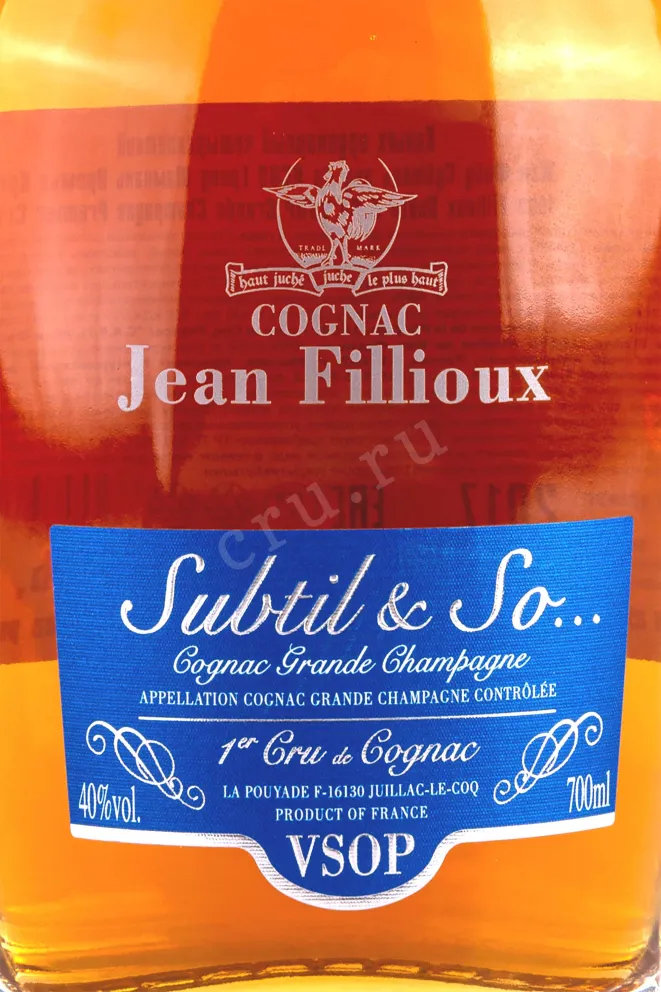 TRADE MARK
haut juché juche le plus haut
COGNAC
Jean Fillioux
Subtil & So...
Cognac Grande Champagne
APPELLATION COGNAC GRANDE CHAMPAGNE CONTRÔLÉE
1er Cru de Cognac
40%vol.
LA POUYADE F-16130 JUILLAC-LE-COQ
700ml
PRODUCT OF FRANCE
VSOP
cru.ru